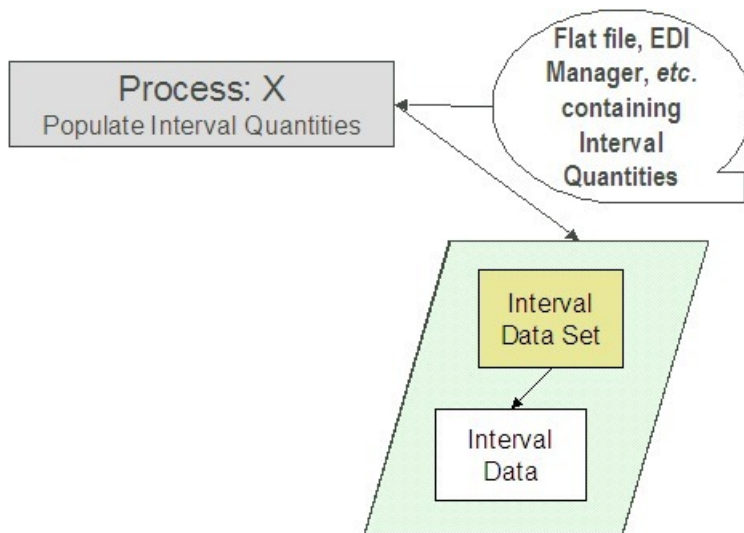 Process: X
Populate Interval Quantities
Flat file, EDI
Manager, etc.
containing
Interval
Quantities
Interval
Data Set
Interval
Data